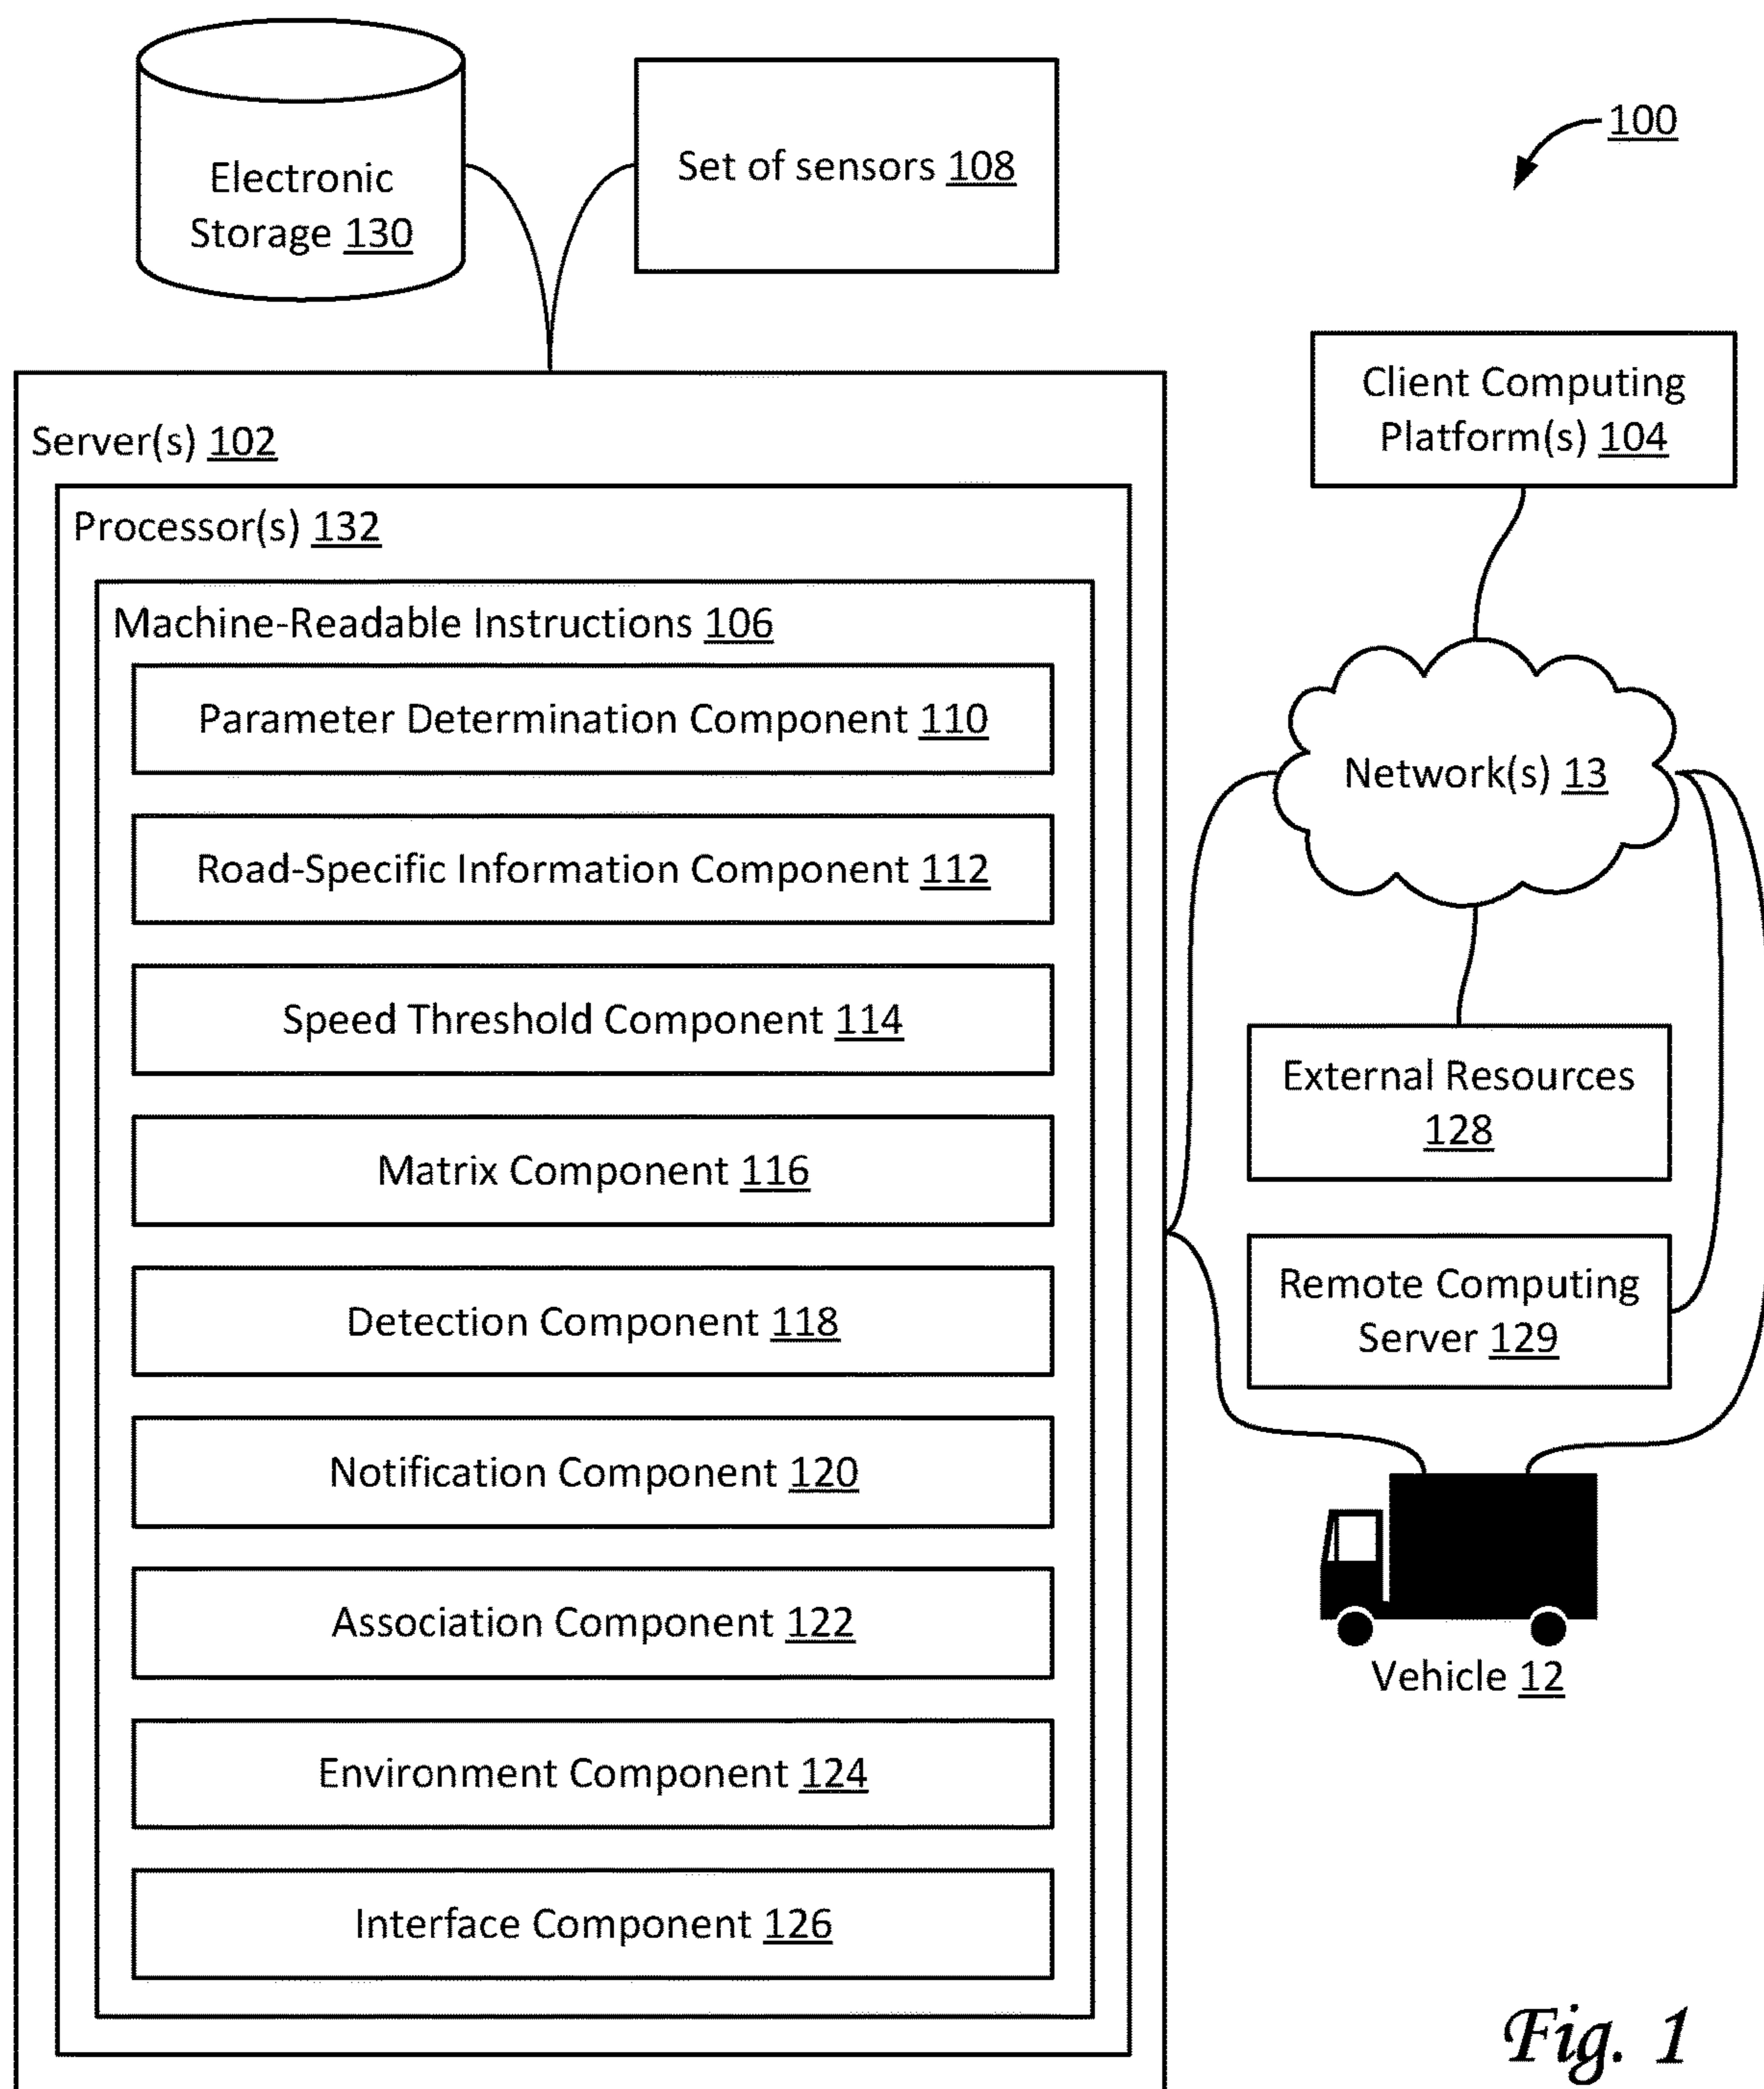 Electronic
Storage 130
Set of sensors 108
100
Server(s) 102
Processor(s) 132
Machine-Readable Instructions 106
Parameter Determination Component 110
Road-Specific Information Component 112
Speed Threshold Component 114
Matrix Component 116
Detection Component 118
Notification Component 120
Association Component 122
Environment Component 124
Interface Component 126
Client Computing
Platform(s) 104
Network(s) 13
External Resources
128
Remote Computing
Server 129
Vehicle 12
Fig. 1